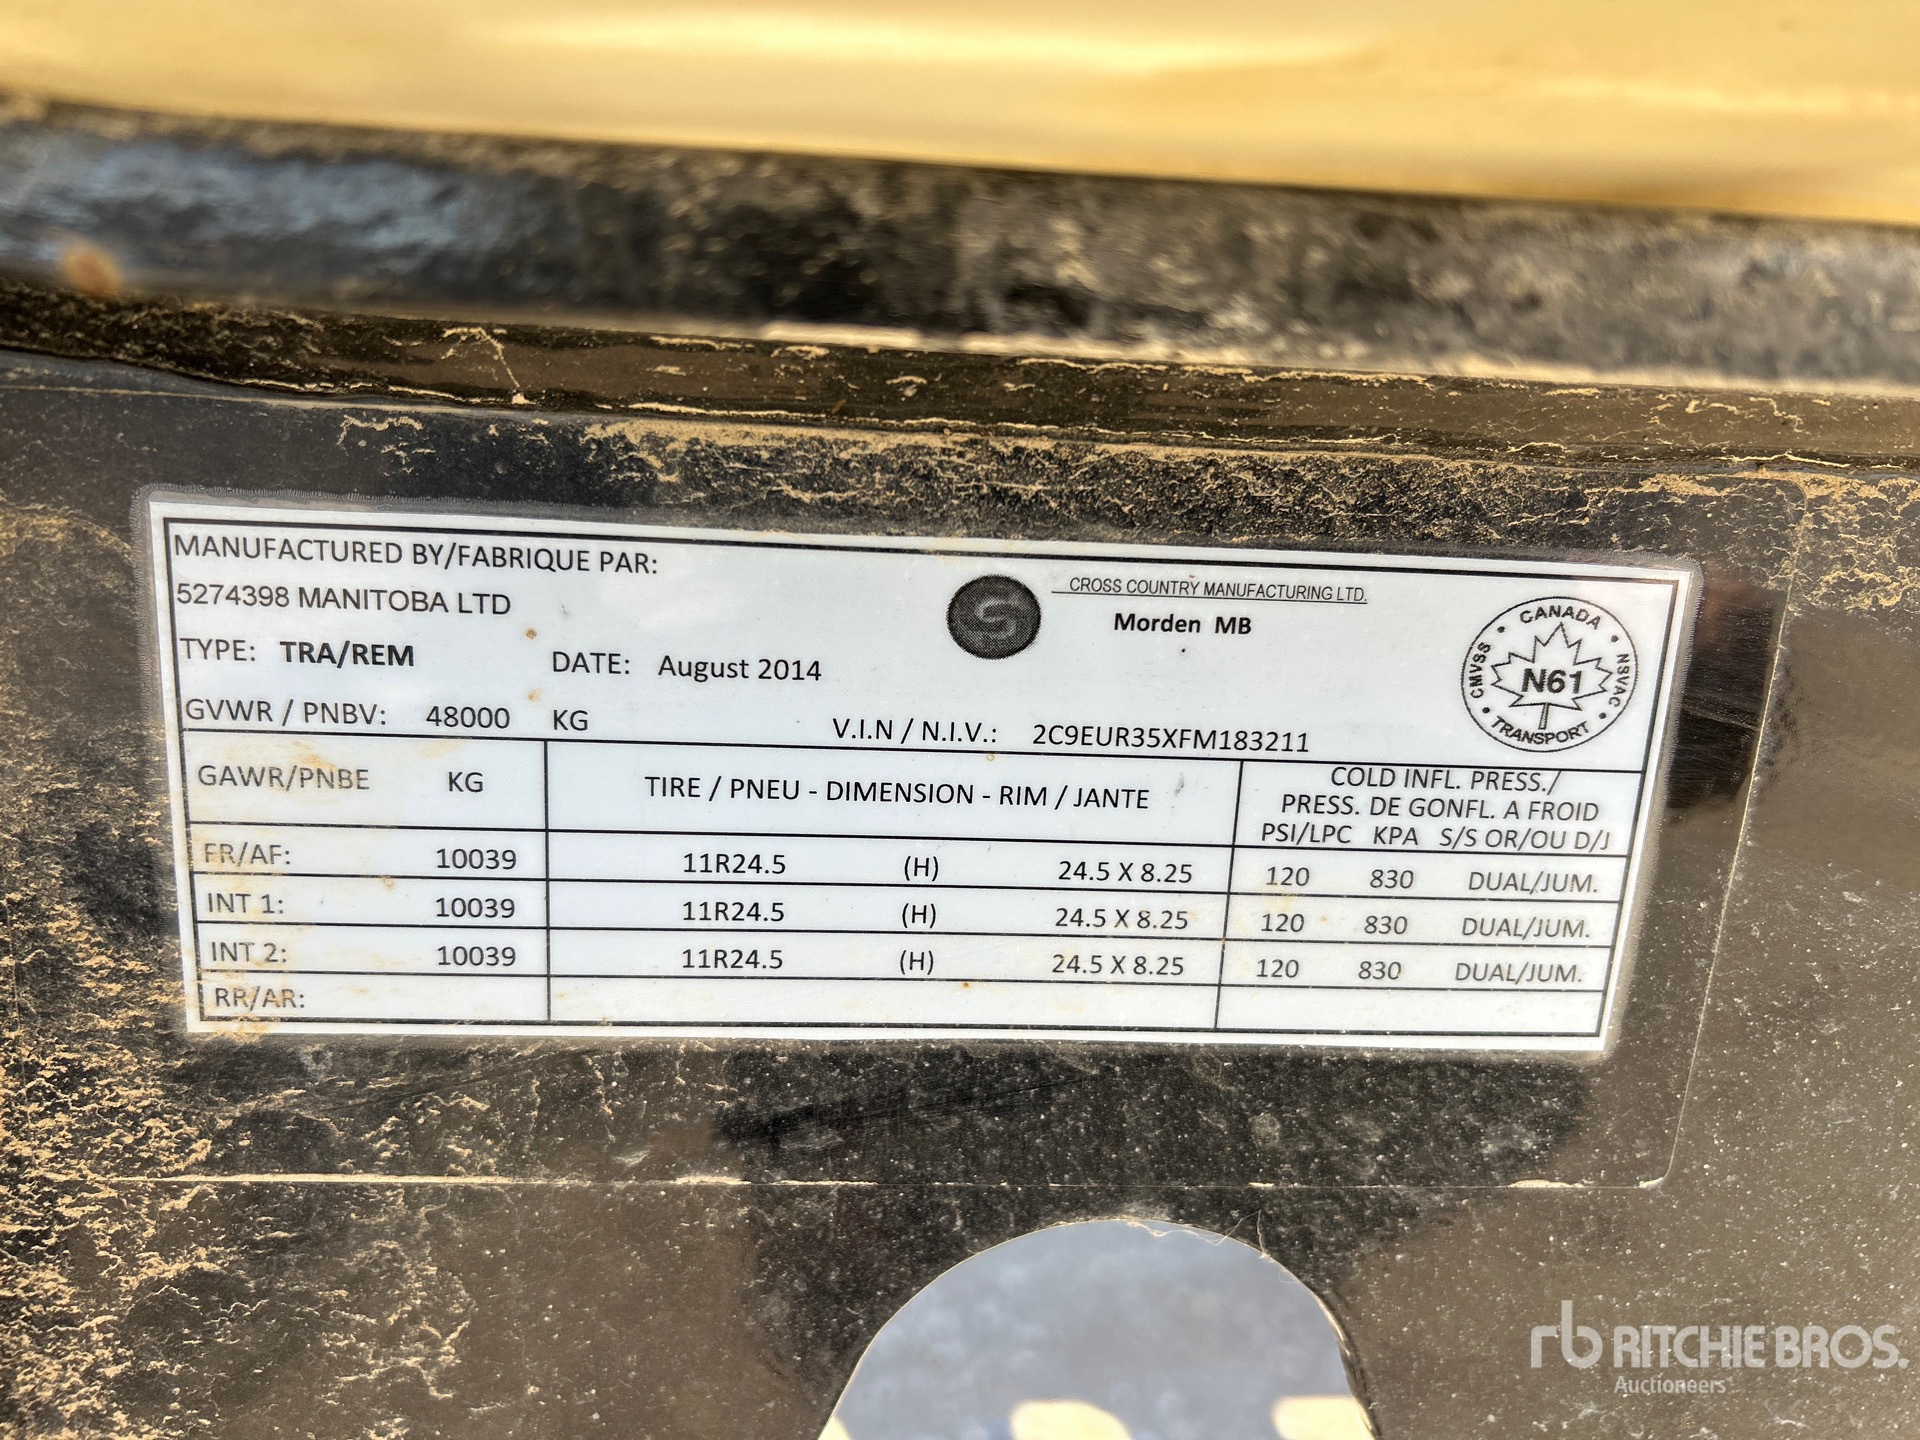 MANUFACTURED BY/FABRIQUE PAR:
5274398 MANITOBA LTD
S
CROSS COUNTRY MANUFACTURING LTD.
Morden MB
TYPE: TRA/REM DATE: August 2014
CANADA
CMVSS N61 NSVAC
TRANSPORT
GVWR / PNBV: 48000 KG V.I.N / N.I.V.: 2C9EUR35XFM183211
GAWR/PNBE KG TIRE / PNEU - DIMENSION - RIM / JANTE
COLD INFL. PRESS./
PRESS. DE GONFL. A FROID
PSI/LPC KPA S/S OR/OU D/J
FR/AF: 10039 11R24.5 (H) 24.5 X 8.25 120 830 DUAL/JUM.
INT 1: 10039 11R24.5 (H) 24.5 X 8.25 120 830 DUAL/JUM.
INT 2: 10039 11R24.5 (H) 24.5 X 8.25 120 830 DUAL/JUM.
RR/AR:
rb RITCHIE BROS.
Auctioneers